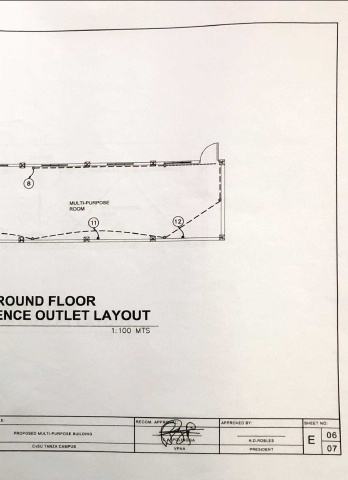 8
MULTI-PURPOSE
ROOM
11
12
ROUND FLOOR
ENCE OUTLET LAYOUT
1:100 MTS
RECOM. APPROVAL:
APPROVED BY:
SHEET NO:
PROPOSED MULTI-PURPOSE BUILDING
H.D.ROBLES
E
06
CvSU TANZA CAMPUS
VPAA
PRESIDENT
07